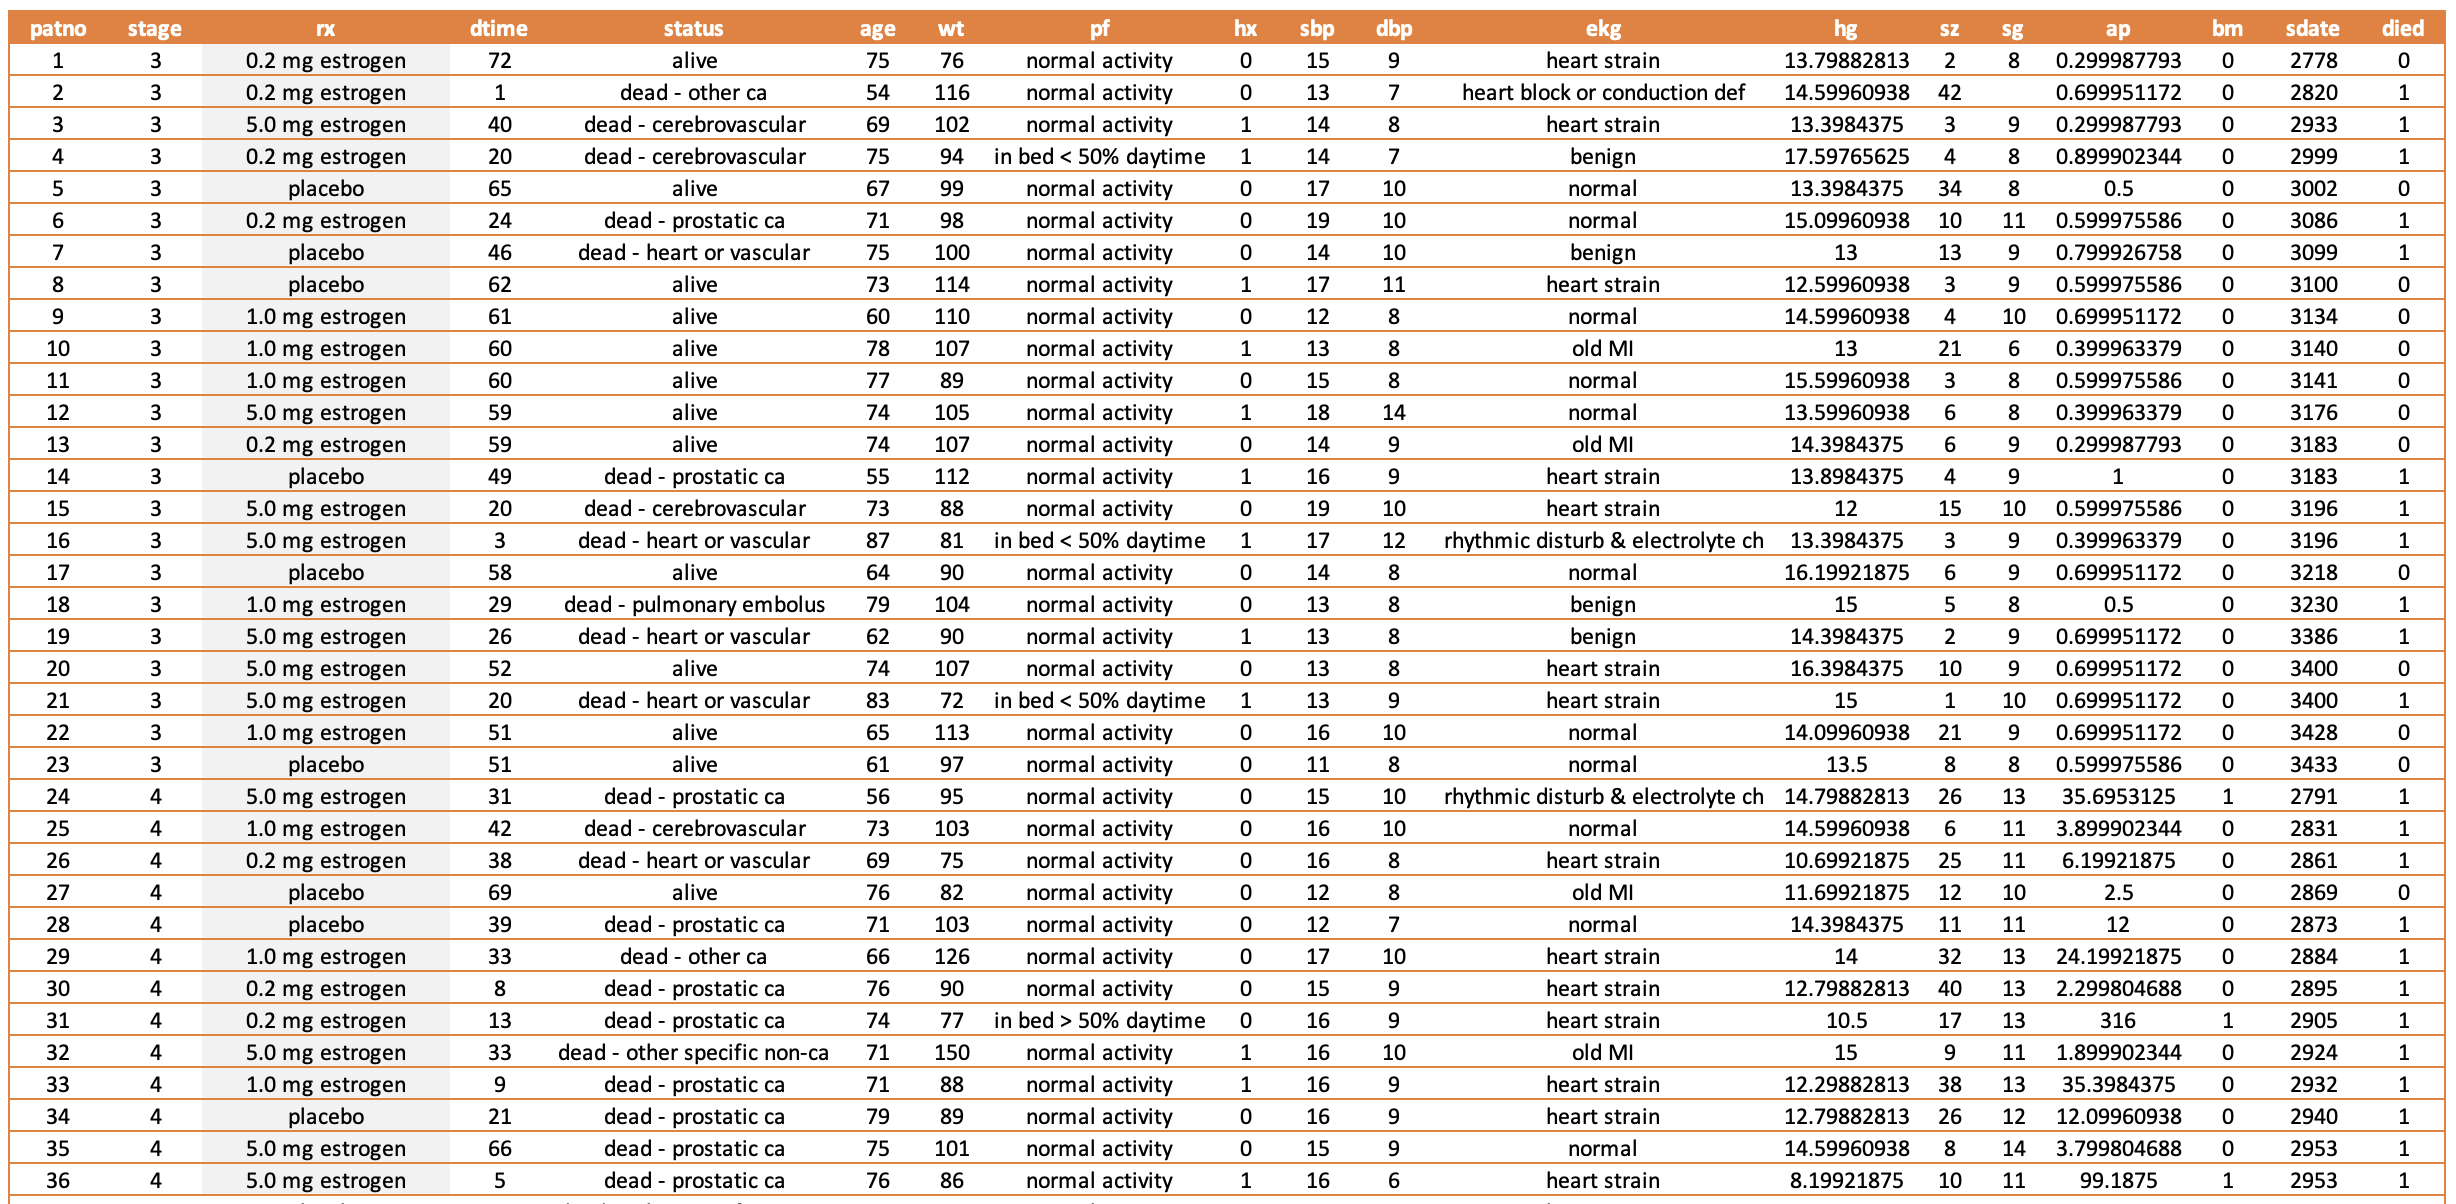 patno stage rx dtime status age wt pf hx sbp dbp ekg hg sz sg ap bm sdate died
1 3 0.2 mg estrogen 72 alive 75 76 normal activity 0 15 9 heart strain 13.79882813 2 8 0.299987793 0 2778 0
2 3 0.2 mg estrogen 1 dead - other ca 54 116 normal activity 0 13 7 heart block or conduction def 14.59960938 42 0.699951172 0 2820 1
3 3 5.0 mg estrogen 40 dead - cerebrovascular 69 102 normal activity 1 14 8 heart strain 13.3984375 3 9 0.299987793 0 2933 1
4 3 0.2 mg estrogen 20 dead - cerebrovascular 75 94 in bed < 50% daytime 1 14 7 benign 17.59765625 4 8 0.899902344 0 2999 1
5 3 placebo 65 alive 67 99 normal activity 0 17 10 normal 13.3984375 34 8 0.5 0 3002 0
6 3 0.2 mg estrogen 24 dead - prostatic ca 71 98 normal activity 0 19 10 normal 15.09960938 10 11 0.599975586 0 3086 1
7 3 placebo 46 dead - heart or vascular 75 100 normal activity 0 14 10 benign 13 13 9 0.799926758 0 3099 1
8 3 placebo 62 alive 73 114 normal activity 1 17 11 heart strain 12.59960938 3 9 0.599975586 0 3100 0
9 3 1.0 mg estrogen 61 alive 60 110 normal activity 0 12 8 normal 14.59960938 4 10 0.699951172 0 3134 0
10 3 1.0 mg estrogen 60 alive 78 107 normal activity 1 13 8 old MI 13 21 6 0.399963379 0 3140 0
11 3 1.0 mg estrogen 60 alive 77 89 normal activity 0 15 8 normal 15.59960938 3 8 0.599975586 0 3141 0
12 3 5.0 mg estrogen 59 alive 74 105 normal activity 1 18 14 normal 13.59960938 6 8 0.399963379 0 3176 0
13 3 0.2 mg estrogen 59 alive 74 107 normal activity 0 14 9 old MI 14.3984375 6 9 0.299987793 0 3183 0
14 3 placebo 49 dead - prostatic ca 55 112 normal activity 1 16 9 heart strain 13.8984375 4 9 1 0 3183 1
15 3 5.0 mg estrogen 20 dead - cerebrovascular 73 88 normal activity 0 19 10 heart strain 12 15 10 0.599975586 0 3196 1
16 3 5.0 mg estrogen 3 dead - heart or vascular 87 81 in bed < 50% daytime 1 17 12 rhythmic disturb & electrolyte ch 13.3984375 3 9 0.399963379 0 3196 1
17 3 placebo 58 alive 64 90 normal activity 0 14 8 normal 16.19921875 6 9 0.699951172 0 3218 0
18 3 1.0 mg estrogen 29 dead - pulmonary embolus 79 104 normal activity 0 13 8 benign 15 5 8 0.5 0 3230 1
19 3 5.0 mg estrogen 26 dead - heart or vascular 62 90 normal activity 1 13 8 benign 14.3984375 2 9 0.699951172 0 3386 1
20 3 5.0 mg estrogen 52 alive 74 107 normal activity 0 13 8 heart strain 16.3984375 10 9 0.699951172 0 3400 0
21 3 5.0 mg estrogen 20 dead - heart or vascular 83 72 in bed < 50% daytime 1 13 9 heart strain 15 1 10 0.699951172 0 3400 1
22 3 1.0 mg estrogen 51 alive 65 113 normal activity 0 16 10 normal 14.09960938 21 9 0.699951172 0 3428 0
23 3 placebo 51 alive 61 97 normal activity 0 11 8 normal 13.5 8 8 0.599975586 0 3433 0
24 4 5.0 mg estrogen 31 dead - prostatic ca 56 95 normal activity 0 15 10 rhythmic disturb & electrolyte ch 14.79882813 26 13 35.6953125 1 2791 1
25 4 1.0 mg estrogen 42 dead - cerebrovascular 73 103 normal activity 0 16 10 normal 14.59960938 6 11 3.899902344 0 2831 1
26 4 0.2 mg estrogen 38 dead - heart or vascular 69 75 normal activity 0 16 8 heart strain 10.69921875 25 11 6.19921875 0 2861 1
27 4 placebo 69 alive 76 82 normal activity 0 12 8 old MI 11.69921875 12 10 2.5 0 2869 0
28 4 placebo 39 dead - prostatic ca 71 103 normal activity 0 12 7 normal 14.3984375 11 11 12 0 2873 1
29 4 1.0 mg estrogen 33 dead - other ca 66 126 normal activity 0 17 10 heart strain 14 32 13 24.19921875 0 2884 1
30 4 0.2 mg estrogen 8 dead - prostatic ca 76 90 normal activity 0 15 9 heart strain 12.79882813 40 13 2.299804688 0 2895 1
31 4 0.2 mg estrogen 13 dead - prostatic ca 74 77 in bed > 50% daytime 0 16 9 heart strain 10.5 17 13 316 1 2905 1
32 4 5.0 mg estrogen 33 dead - other specific non-ca 71 150 normal activity 1 16 10 old MI 15 9 11 1.899902344 0 2924 1
33 4 1.0 mg estrogen 9 dead - prostatic ca 71 88 normal activity 1 16 9 heart strain 12.29882813 38 13 35.3984375 0 2932 1
34 4 placebo 21 dead - prostatic ca 79 89 normal activity 0 16 9 heart strain 12.79882813 26 12 12.09960938 0 2940 1
35 4 5.0 mg estrogen 66 dead - prostatic ca 75 101 normal activity 0 15 9 normal 14.59960938 8 14 3.799804688 0 2953 1
36 4 5.0 mg estrogen 5 dead - prostatic ca 76 86 normal activity 1 16 6 heart strain 8.19921875 10 11 99.1875 1 2953 1